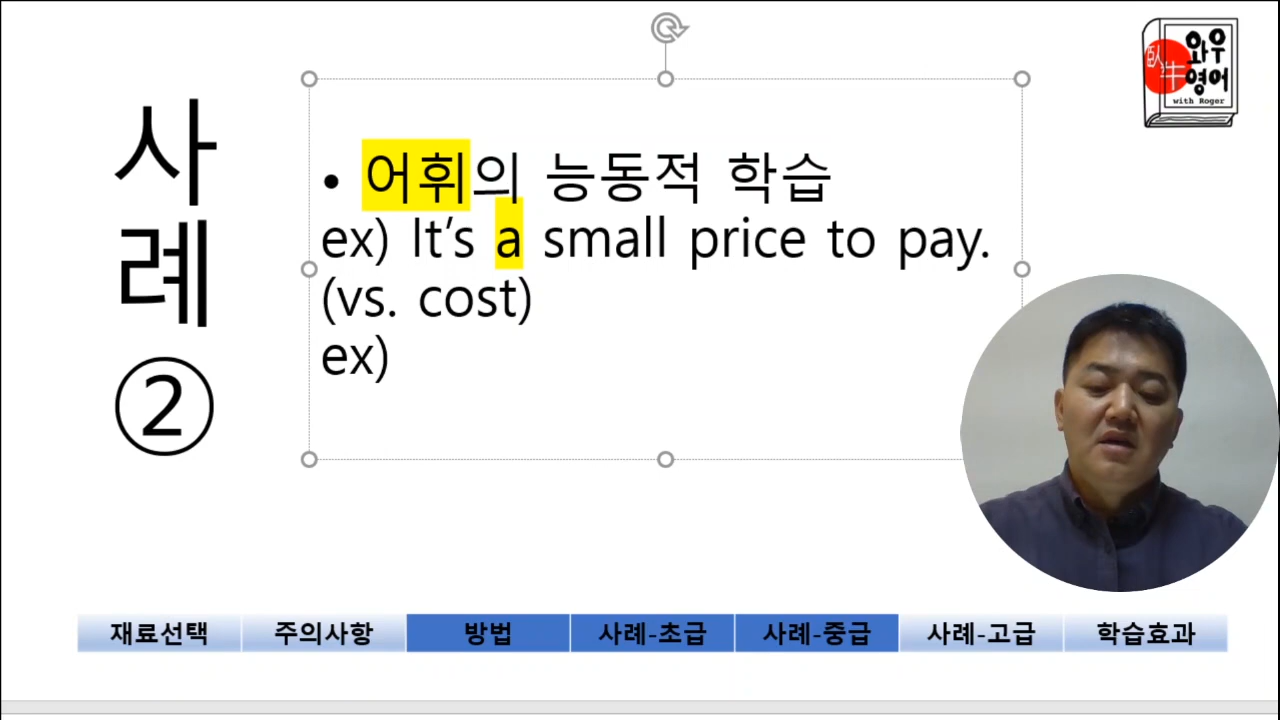 사
례
②
• 어휘의 능동적 학습
ex) It’s a small price to pay.
(vs. cost)
ex)
臥牛
와우
영어
with Roger
재료선택 주의사항 방법 사례-초급 사례-중급 사례-고급 학습효과